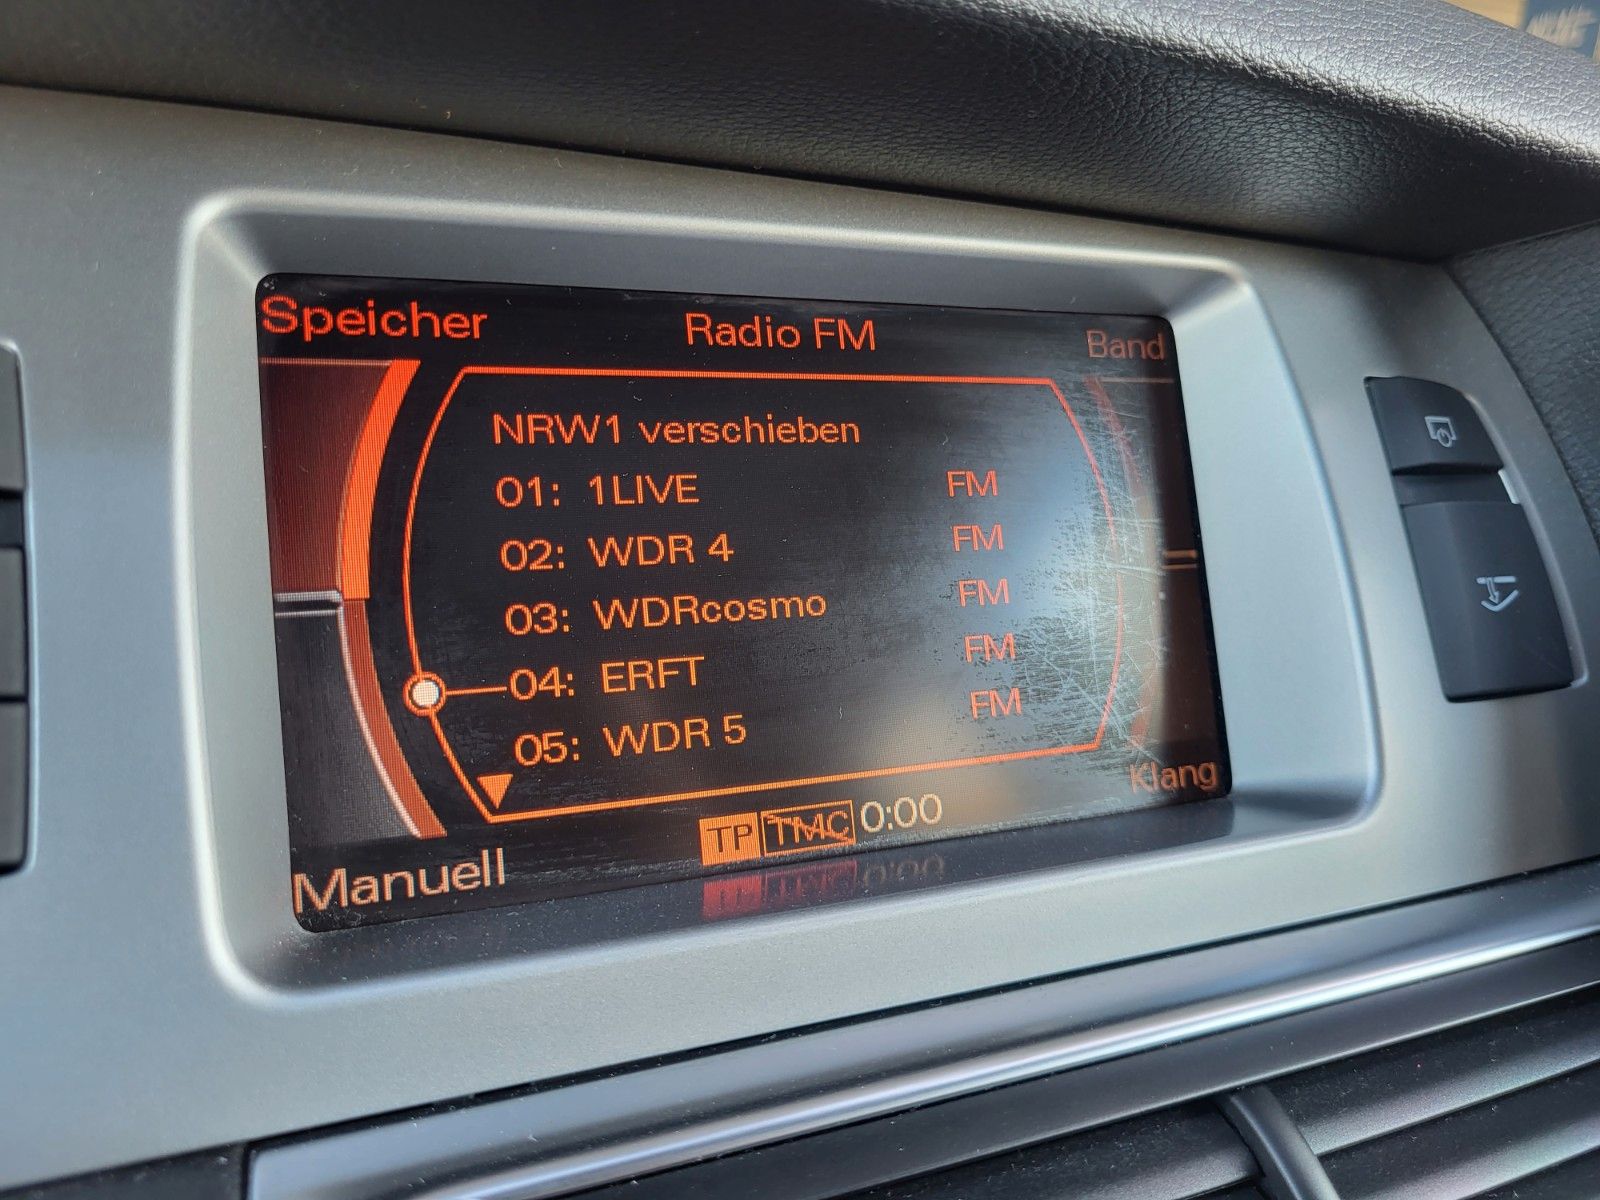 Speicher Radio FM Band
NRW1 verschieben
01: 1LIVE FM
02: WDR 4 FM
03: WDRcosmo FM
04: ERFT FM
05: WDR 5 FM
Klang
Manuell TP TMC 0:00